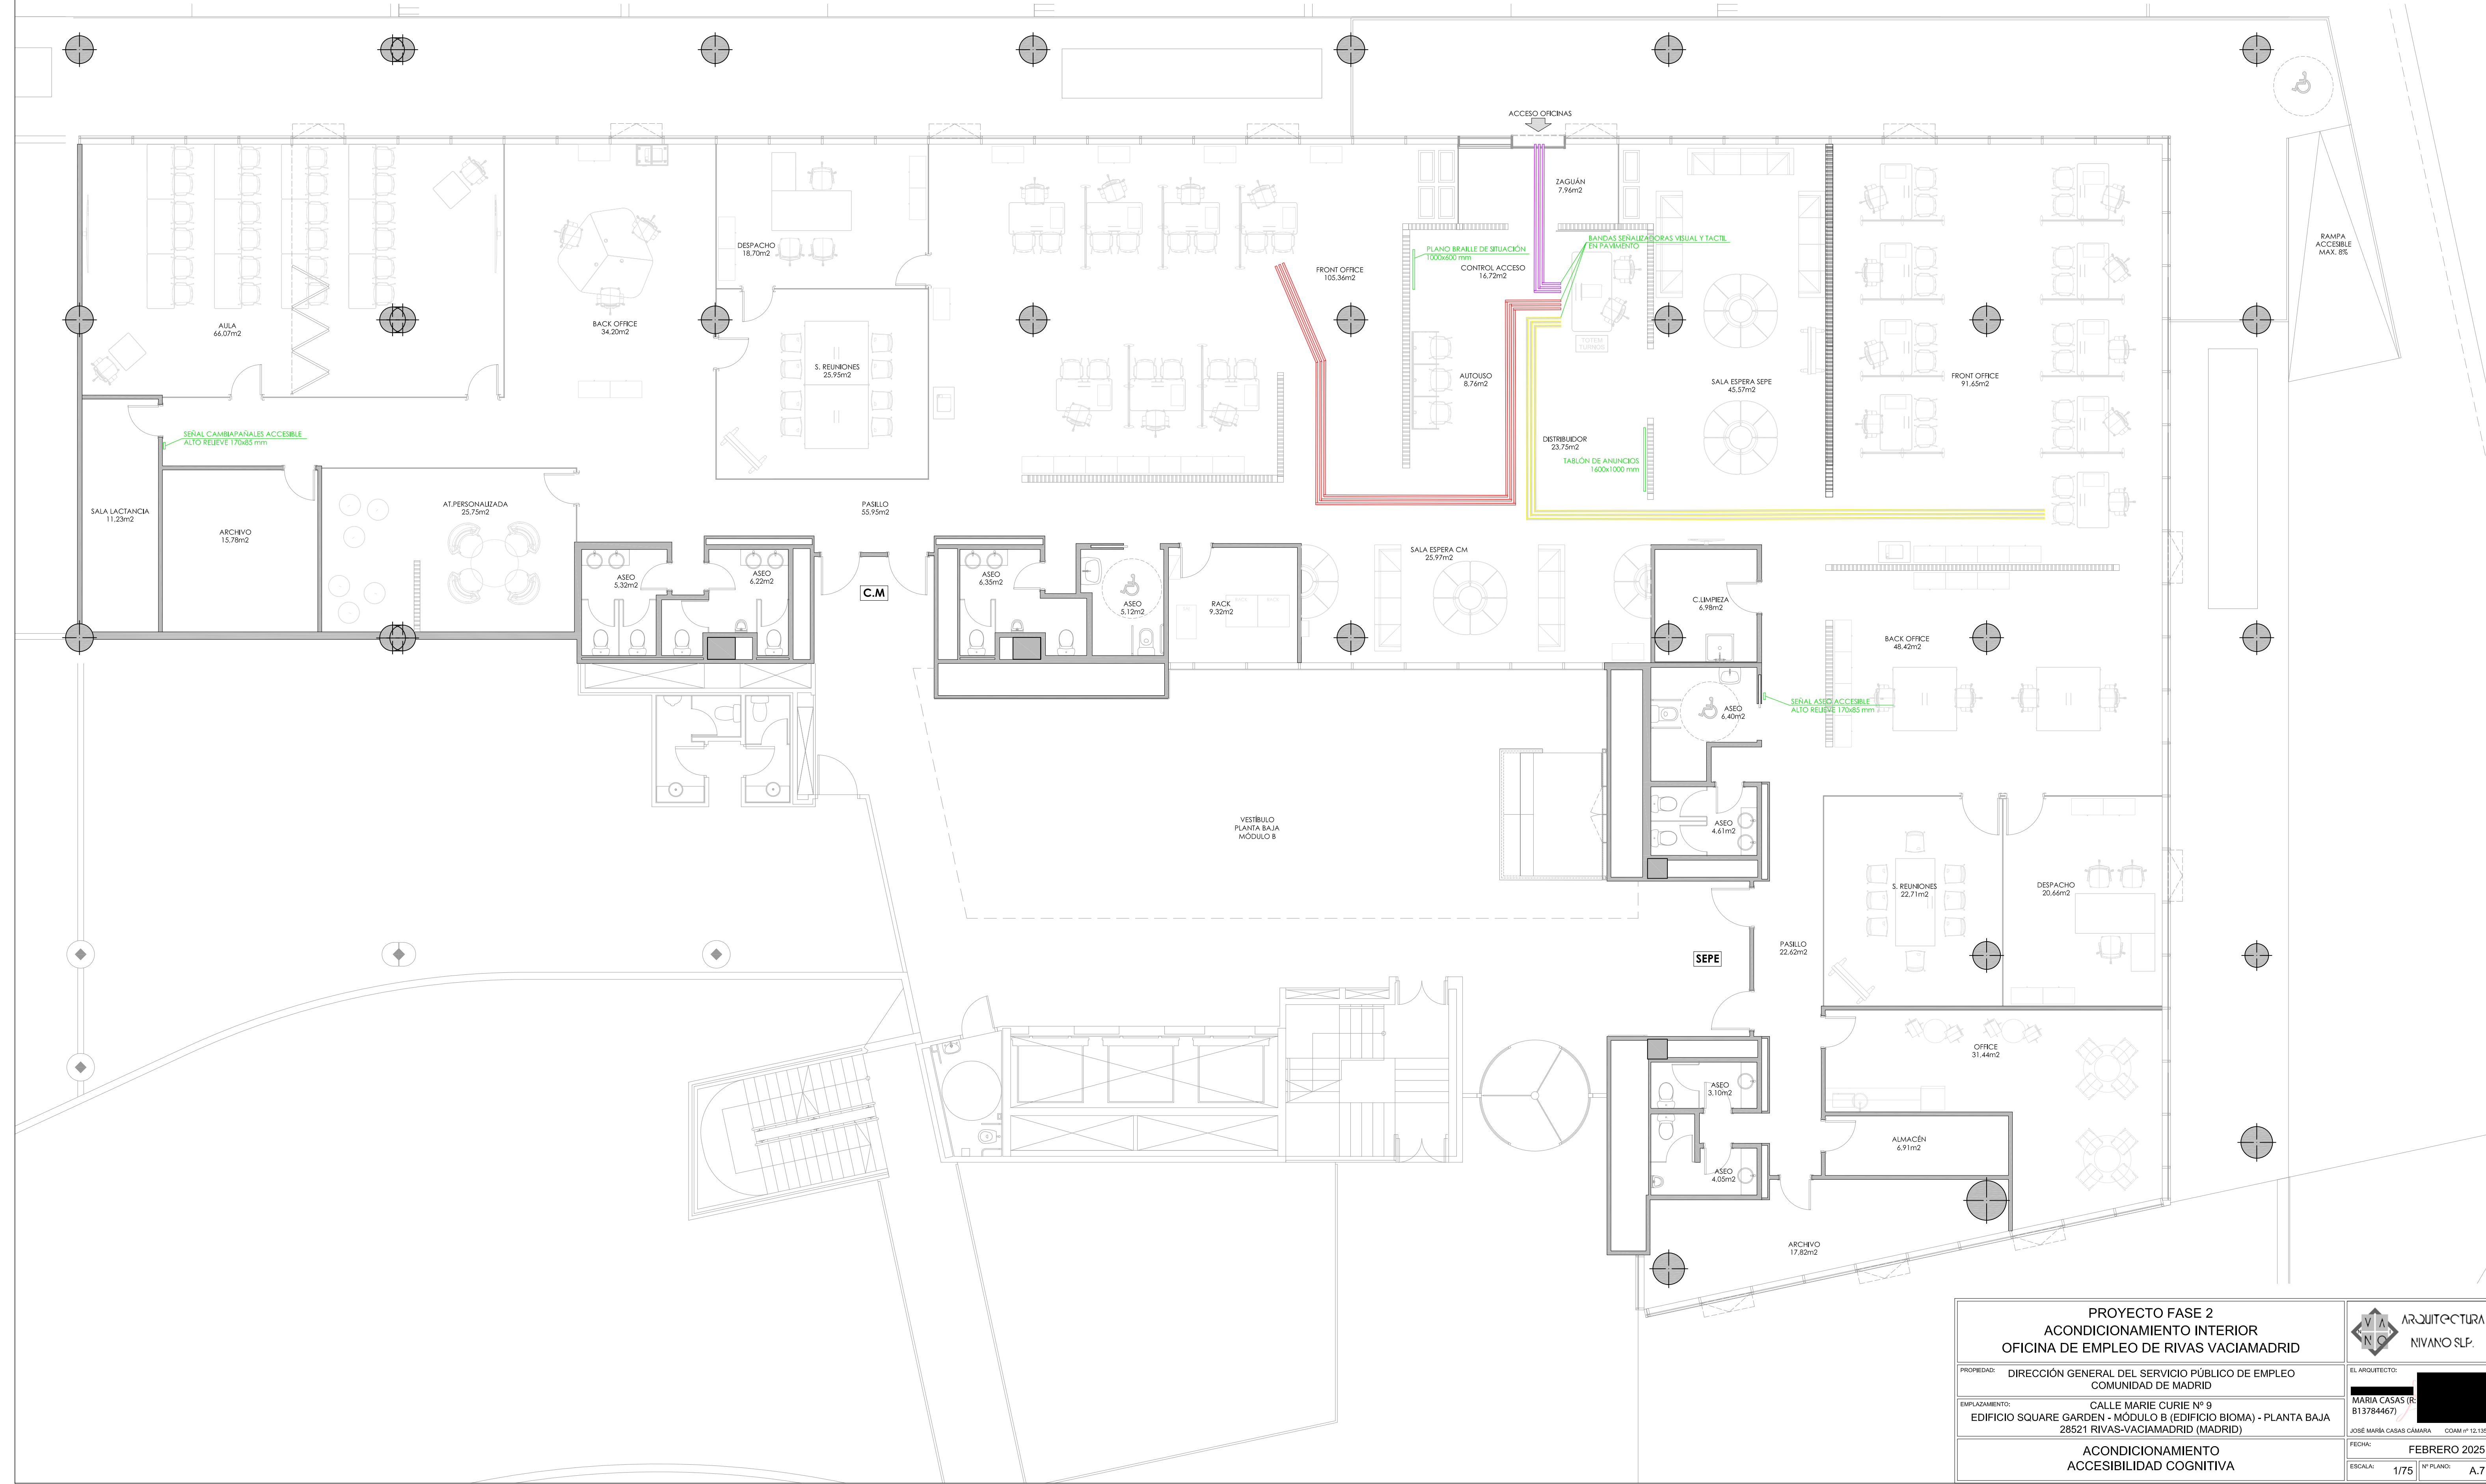 ACCESO OFICINAS
ZAGUÁN
7,96m2
RAMPA
ACCESIBLE
MAX. 8%
DESPACHO
18,70m2
PLANO BRAILLE DE SITUACIÓN
1000x600 mm
BANDAS SEÑALIZADORAS VISUAL Y TACTIL
EN PAVIMENTO
FRONT OFFICE
105,36m2
CONTROL ACCESO
16,72m2
AULA
66,07m2
BACK OFFICE
34,20m2
TOTEM
TURNOS
S. REUNIONES
25,95m2
AUTOUSO
8,76m2
SALA ESPERA SEPE
45,57m2
FRONT OFFICE
91,65m2
SEÑAL CAMBIAPAÑALES ACCESIBLE
ALTO RELIEVE 170x85 mm
DISTRIBUIDOR
23,75m2
TABLÓN DE ANUNCIOS
1600x1000 mm
SALA LACTANCIA
11,23m2
ARCHIVO
15,78m2
AT.PERSONALIZADA
25,75m2
PASILLO
55,95m2
ASEO
5,32m2
ASEO
6,22m2
C.M
ASEO
6,35m2
ASEO
5,12m2
RACK
9,32m2
RACK
RACK
SALA ESPERA CM
25,97m2
C.LIMPIEZA
6,98m2
BACK OFFICE
48,42m2
ASEO
6,40m2
SEÑAL ASEO ACCESIBLE
ALTO RELIEVE 170x85 mm
VESTÍBULO
PLANTA BAJA
MÓDULO B
ASEO
4,61m2
S. REUNIONES
22,71m2
DESPACHO
20,66m2
SEPE
PASILLO
22,62m2
OFFICE
31,44m2
ASEO
3,10m2
ALMACÉN
6,91m2
ASEO
4,05m2
ARCHIVO
17,82m2
PROYECTO FASE 2
ACONDICIONAMIENTO INTERIOR
OFICINA DE EMPLEO DE RIVAS VACIAMADRID
VANO
ARQUITECTURA
NIVANO SLP.
PROPIEDAD: DIRECCIÓN GENERAL DEL SERVICIO PÚBLICO DE EMPLEO
COMUNIDAD DE MADRID
EL ARQUITECTO:
MARIA CASAS (R:
B13784467)
JOSÉ MARÍA CASAS CÁMARA COAM nº 12.135
EMPLAZAMIENTO: CALLE MARIE CURIE Nº 9
EDIFICIO SQUARE GARDEN - MÓDULO B (EDIFICIO BIOMA) - PLANTA BAJA
28521 RIVAS-VACIAMADRID (MADRID)
ACONDICIONAMIENTO
ACCESIBILIDAD COGNITIVA
FECHA: FEBRERO 2025
ESCALA: 1/75 Nº PLANO: A.7